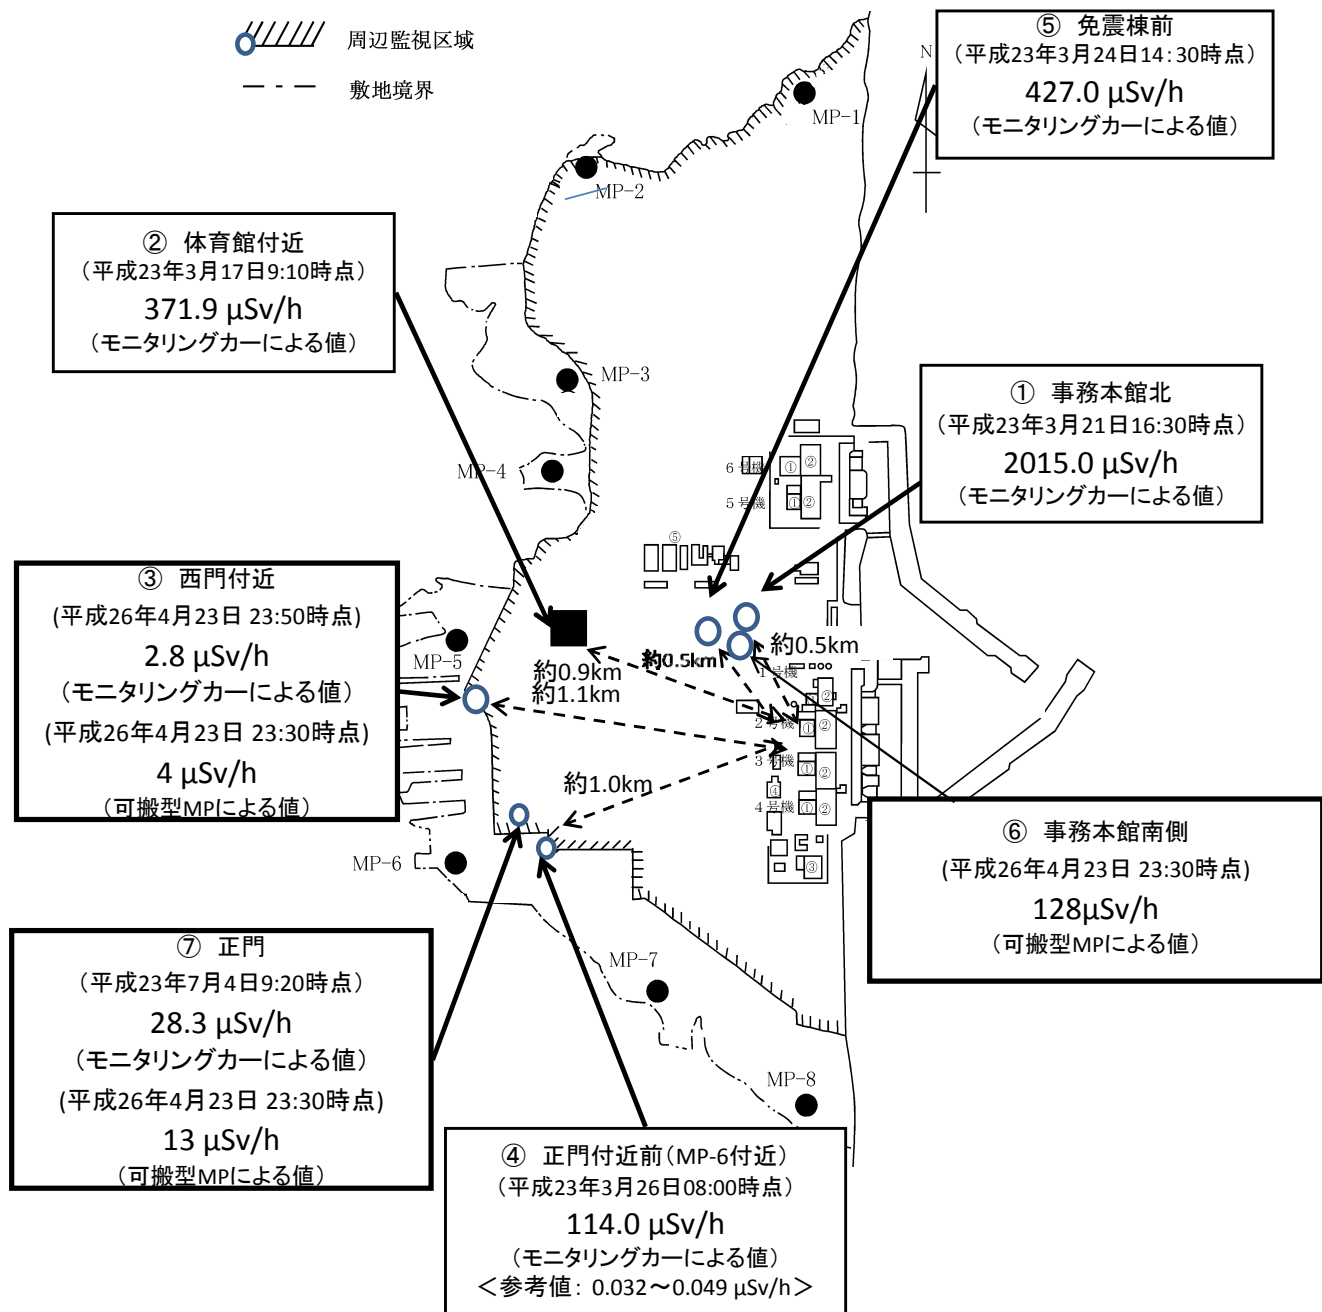 周辺監視区域
敷地境界
⑤ 免震棟前
（平成23年3月24日14：30時点）
427.0 μSv/h
（モニタリングカーによる値）
N
MP-1
MP-2
② 体育館付近
（平成23年3月17日9:10時点）
371.9 μSv/h
（モニタリングカーによる値）
MP-3
① 事務本館北
（平成23年3月21日16:30時点）
2015.0 μSv/h
（モニタリングカーによる値）
MP-4
6号機
①
②
5号機
①
②
⑤
③ 西門付近
(平成26年4月23日 23:50時点)
2.8 μSv/h
（モニタリングカーによる値）
(平成26年4月23日 23:30時点)
4 μSv/h
（可搬型MPによる値）
MP-5
約0.9km
約1.1km
約0.5km
約0.5km
1号機
②
2号機
①
②
3号機
①
②
④
4号機
①
②
③
約1.0km
MP-6
⑥ 事務本館南側
(平成26年4月23日 23:30時点)
128μSv/h
（可搬型MPによる値）
⑦ 正門
（平成23年7月4日9:20時点）
28.3 μSv/h
（モニタリングカーによる値）
(平成26年4月23日 23:30時点)
13 μSv/h
（可搬型MPによる値）
MP-7
MP-8
④ 正門付近前（MP-6付近）
（平成23年3月26日08:00時点）
114.0 μSv/h
（モニタリングカーによる値）
＜参考値：0.032～0.049 μSv/h＞